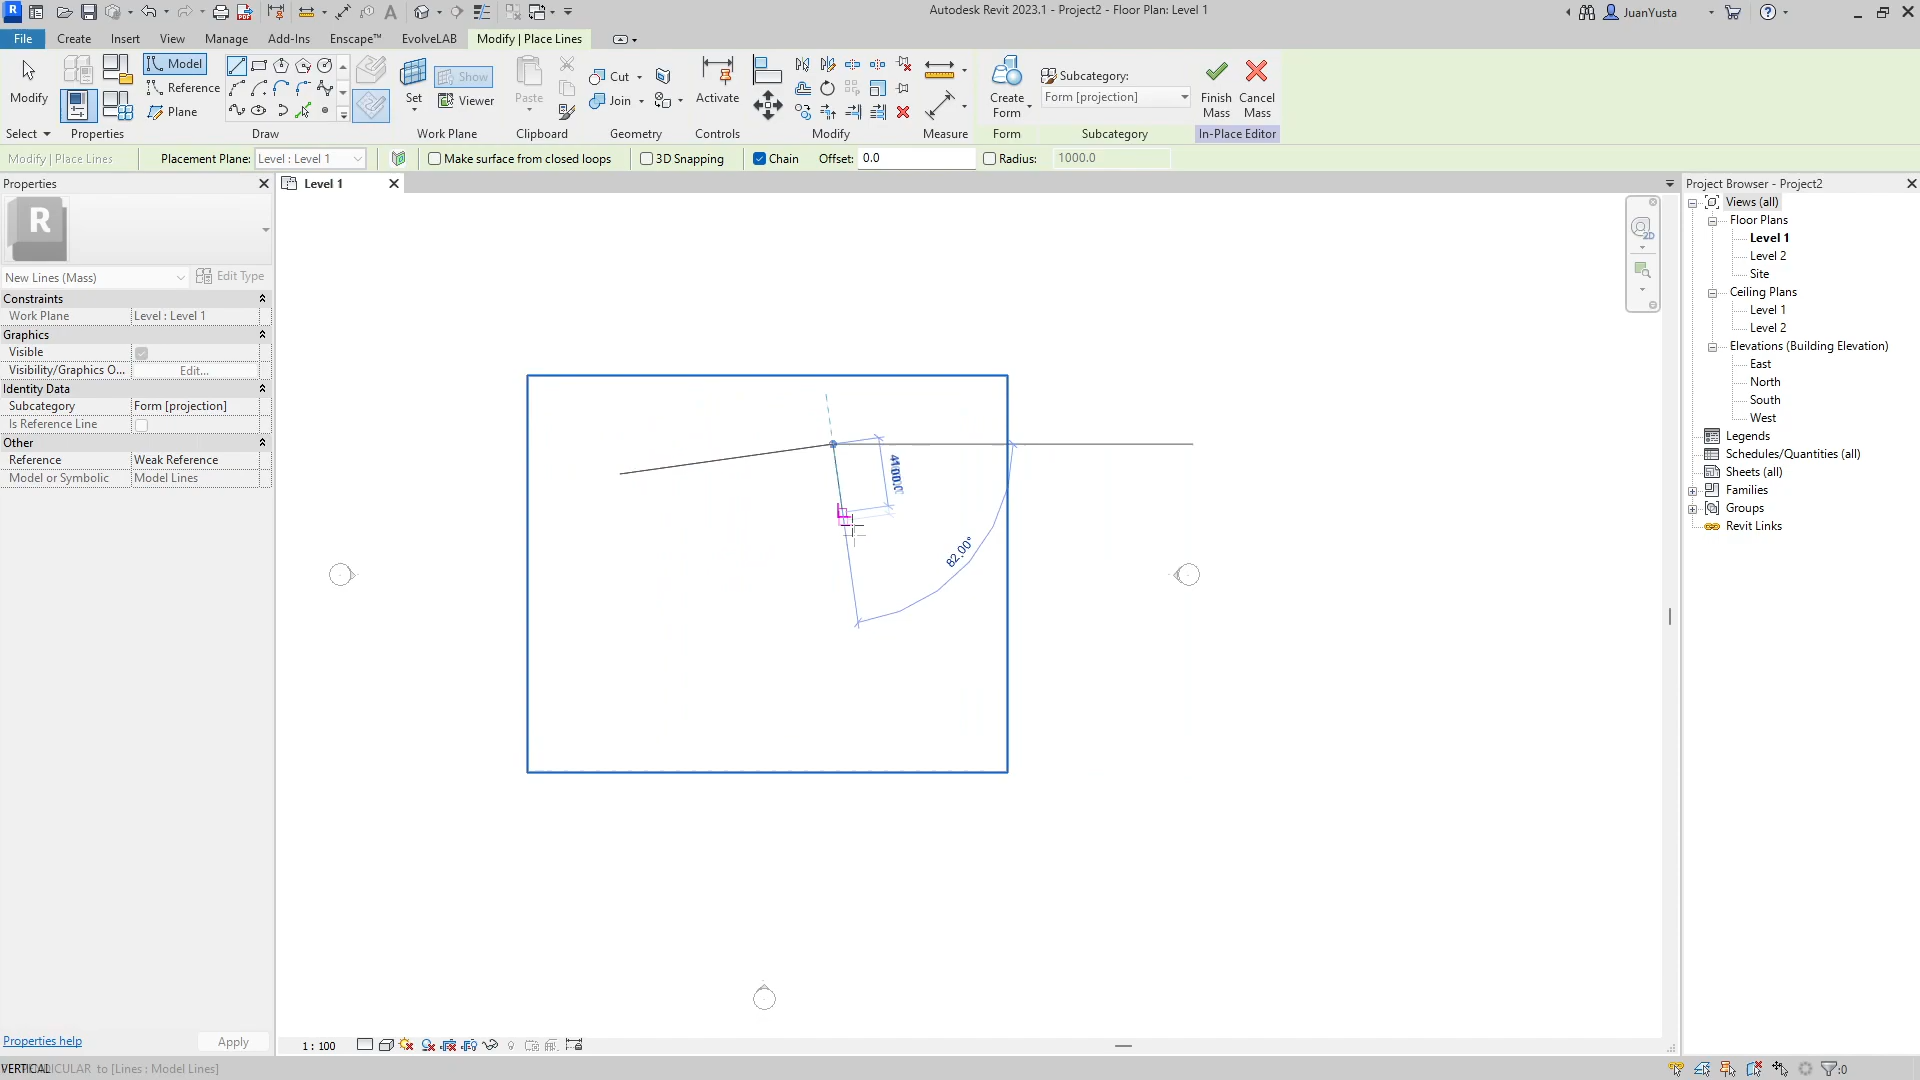 Autodesk Revit 2023.1 - Project2 - Floor Plan: Level 1
JuanYusta
File
Create
Insert
View
Manage
Add-Ins
Enscape™
EvolveLAB
Modify | Place Lines
Modify
Model
Reference
Plane
Set
Show
Viewer
Paste
Cut
Join
Activate
Create
Form
Subcategory:
Form [projection]
Finish
Mass
Cancel
Mass
Select
Properties
Draw
Work Plane
Clipboard
Geometry
Controls
Modify
Measure
Form
Subcategory
In-Place Editor
Modify | Place Lines
Placement Plane:
Level : Level 1
Make surface from closed loops
3D Snapping
Chain
Offset:
0.0
Radius:
1000.0
Properties
R
New Lines (Mass)
Edit Type
Constraints
Work Plane
Level : Level 1
Graphics
Visible
Visibility/Graphics O...
Edit...
Identity Data
Subcategory
Form [projection]
Is Reference Line
Other
Reference
Weak Reference
Model or Symbolic
Model Lines
Properties help
Apply
Level 1
82.00°
2D
1 : 100
Project Browser - Project2
Views (all)
Floor Plans
Level 1
Level 2
Site
Ceiling Plans
Level 1
Level 2
Elevations (Building Elevation)
East
North
South
West
Legends
Schedules/Quantities (all)
Sheets (all)
Families
Groups
Revit Links
VERTICAL
to [Lines : Model Lines]
:0